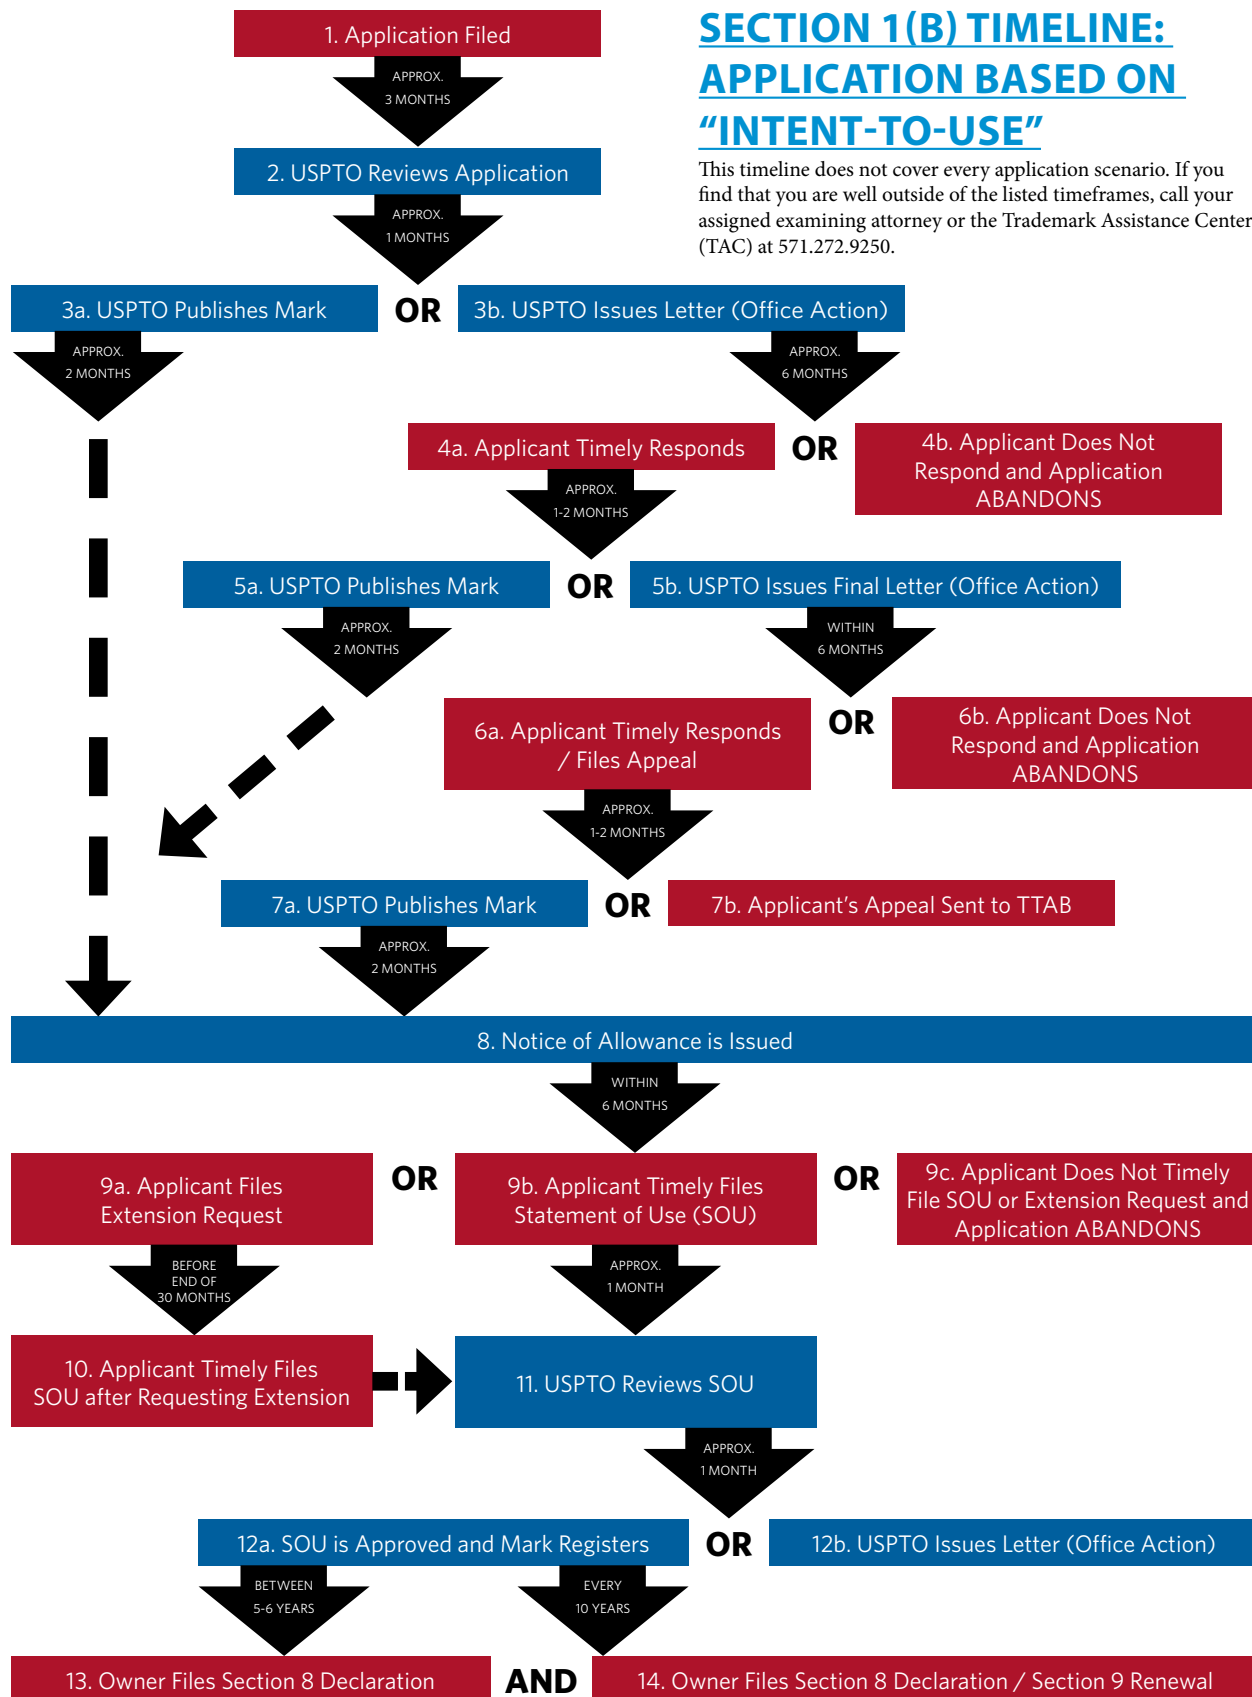 SECTION 1(B) TIMELINE:
APPLICATION BASED ON
“INTENT-TO-USE”
This timeline does not cover every application scenario. If you
find that you are well outside of the listed timeframes, call your
assigned examining attorney or the Trademark Assistance Center
(TAC) at 571.272.9250.
1. Application Filed
APPROX.
3 MONTHS
2. USPTO Reviews Application
APPROX.
1 MONTHS
3a. USPTO Publishes Mark
OR
3b. USPTO Issues Letter (Office Action)
APPROX.
2 MONTHS
APPROX.
6 MONTHS
4a. Applicant Timely Responds
OR
4b. Applicant Does Not
Respond and Application
ABANDONS
APPROX.
1-2 MONTHS
5a. USPTO Publishes Mark
OR
5b. USPTO Issues Final Letter (Office Action)
APPROX.
2 MONTHS
WITHIN
6 MONTHS
6a. Applicant Timely Responds
/ Files Appeal
OR
6b. Applicant Does Not
Respond and Application
ABANDONS
APPROX.
1-2 MONTHS
7a. USPTO Publishes Mark
OR
7b. Applicant’s Appeal Sent to TTAB
APPROX.
2 MONTHS
8. Notice of Allowance is Issued
WITHIN
6 MONTHS
9a. Applicant Files
Extension Request
OR
9b. Applicant Timely Files
Statement of Use (SOU)
OR
9c. Applicant Does Not Timely
File SOU or Extension Request and
Application ABANDONS
BEFORE
END OF
30 MONTHS
APPROX.
1 MONTH
10. Applicant Timely Files
SOU after Requesting Extension
11. USPTO Reviews SOU
APPROX.
1 MONTH
12a. SOU is Approved and Mark Registers
OR
12b. USPTO Issues Letter (Office Action)
BETWEEN
5-6 YEARS
EVERY
10 YEARS
13. Owner Files Section 8 Declaration
AND
14. Owner Files Section 8 Declaration / Section 9 Renewal